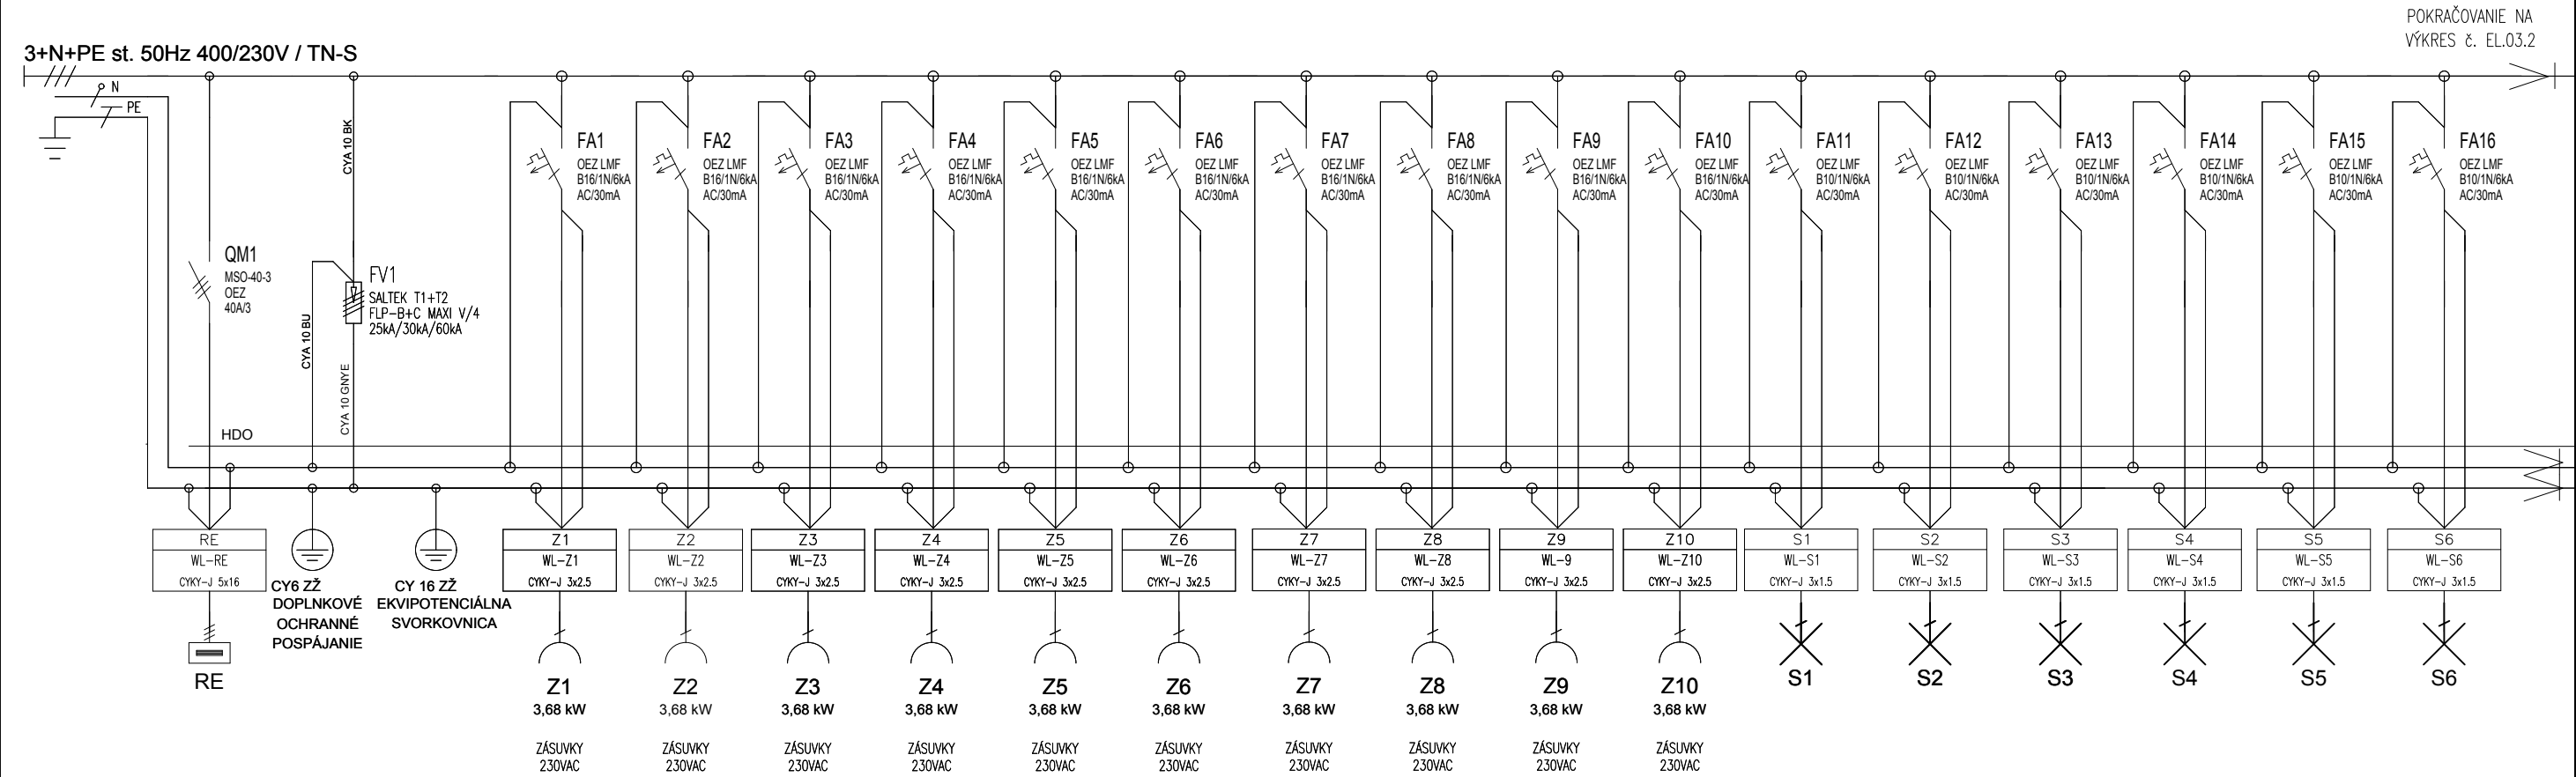 POKRAČOVANIE NA
VÝKRES č. EL.03.2
3+N+PE st. 50Hz 400/230V / TN-S
N
PE
CYA 10 BK
QM1
MSO-40-3
OEZ
40A/3
FV1
SALTEK T1+T2
FLP-B+C MAXI V/4
25kA/30kA/60kA
CYA 10 BU
CYA 10 GNYE
HDO
FA1
OEZ LMF
B16/1N/6kA
AC/30mA
FA2
OEZ LMF
B16/1N/6kA
AC/30mA
FA3
OEZ LMF
B16/1N/6kA
AC/30mA
FA4
OEZ LMF
B16/1N/6kA
AC/30mA
FA5
OEZ LMF
B16/1N/6kA
AC/30mA
FA6
OEZ LMF
B16/1N/6kA
AC/30mA
FA7
OEZ LMF
B16/1N/6kA
AC/30mA
FA8
OEZ LMF
B16/1N/6kA
AC/30mA
FA9
OEZ LMF
B16/1N/6kA
AC/30mA
FA10
OEZ LMF
B16/1N/6kA
AC/30mA
FA11
OEZ LMF
B10/1N/6kA
AC/30mA
FA12
OEZ LMF
B10/1N/6kA
AC/30mA
FA13
OEZ LMF
B10/1N/6kA
AC/30mA
FA14
OEZ LMF
B10/1N/6kA
AC/30mA
FA15
OEZ LMF
B10/1N/6kA
AC/30mA
FA16
OEZ LMF
B10/1N/6kA
AC/30mA
RE
WL-RE
CYKY-J 5x16
RE
CY6 ZŽ
DOPLNKOVÉ
OCHRANNÉ
POSPÁJANIE
CY 16 ZŽ
EKVIPOTENCIÁLNA
SVORKOVNICA
Z1
WL-Z1
CYKY-J 3x2.5
Z1
3,68 kW
ZÁSUVKY
230VAC
Z2
WL-Z2
CYKY-J 3x2.5
Z2
3,68 kW
ZÁSUVKY
230VAC
Z3
WL-Z3
CYKY-J 3x2.5
Z3
3,68 kW
ZÁSUVKY
230VAC
Z4
WL-Z4
CYKY-J 3x2.5
Z4
3,68 kW
ZÁSUVKY
230VAC
Z5
WL-Z5
CYKY-J 3x2.5
Z5
3,68 kW
ZÁSUVKY
230VAC
Z6
WL-Z6
CYKY-J 3x2.5
Z6
3,68 kW
ZÁSUVKY
230VAC
Z7
WL-Z7
CYKY-J 3x2.5
Z7
3,68 kW
ZÁSUVKY
230VAC
Z8
WL-Z8
CYKY-J 3x2.5
Z8
3,68 kW
ZÁSUVKY
230VAC
Z9
WL-9
CYKY-J 3x2.5
Z9
3,68 kW
ZÁSUVKY
230VAC
Z10
WL-Z10
CYKY-J 3x2.5
Z10
3,68 kW
ZÁSUVKY
230VAC
S1
WL-S1
CYKY-J 3x1.5
S1
S2
WL-S2
CYKY-J 3x1.5
S2
S3
WL-S3
CYKY-J 3x1.5
S3
S4
WL-S4
CYKY-J 3x1.5
S4
S5
WL-S5
CYKY-J 3x1.5
S5
S6
WL-S6
CYKY-J 3x1.5
S6